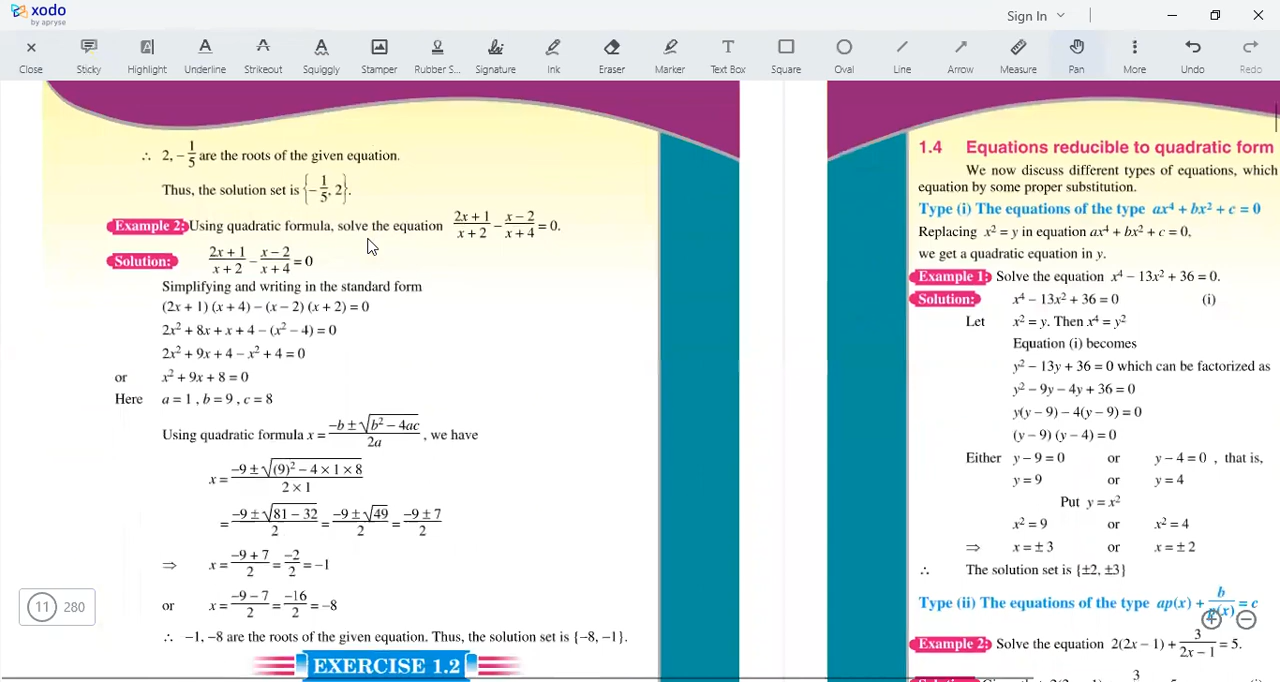 xodo
by apryse
Sign In
Close Sticky Highlight Underline Strikeout Squiggly Stamper Rubber S... Signature Ink Eraser Marker Text Box Square Oval Line Arrow Measure Pan More Undo Redo
∴ 2, −1/5 are the roots of the given equation.
Thus, the solution set is {−1/5, 2}.
Example 2: Using quadratic formula, solve the equation (2x + 1)/(x + 2) − (x − 2)/(x + 4) = 0.
Solution: (2x + 1)/(x + 2) − (x − 2)/(x + 4) = 0
Simplifying and writing in the standard form
(2x + 1) (x + 4) − (x − 2) (x + 2) = 0
2x² + 8x + x + 4 − (x² − 4) = 0
2x² + 9x + 4 − x² + 4 = 0
or x² + 9x + 8 = 0
Here a = 1 , b = 9 , c = 8
Using quadratic formula x = (−b ± √(b² − 4ac))/2a , we have
x = (−9 ± √((9)² − 4 × 1 × 8))/(2 × 1)
= (−9 ± √(81 − 32))/2 = (−9 ± √49)/2 = (−9 ± 7)/2
⇒ x = (−9 + 7)/2 = −2/2 = −1
or x = (−9 − 7)/2 = −16/2 = −8
∴ −1, −8 are the roots of the given equation. Thus, the solution set is {−8, −1}.
EXERCISE 1.2
11 280
1.4 Equations reducible to quadratic form
We now discuss different types of equations, which
equation by some proper substitution.
Type (i) The equations of the type ax⁴ + bx² + c = 0
Replacing x² = y in equation ax⁴ + bx² + c = 0,
we get a quadratic equation in y.
Example 1: Solve the equation x⁴ − 13x² + 36 = 0.
Solution: x⁴ − 13x² + 36 = 0 (i)
Let x² = y. Then x⁴ = y²
Equation (i) becomes
y² − 13y + 36 = 0 which can be factorized as
y² − 9y − 4y + 36 = 0
y(y − 9) − 4(y − 9) = 0
(y − 9) (y − 4) = 0
Either y − 9 = 0 or y − 4 = 0 , that is,
y = 9 or y = 4
Put y = x²
x² = 9 or x² = 4
⇒ x = ± 3 or x = ± 2
∴ The solution set is {±2, ±3}
Type (ii) The equations of the type ap(x) + b/p(x) = c
Example 2: Solve the equation 2(2x − 1) + 3/(2x − 1) = 5.